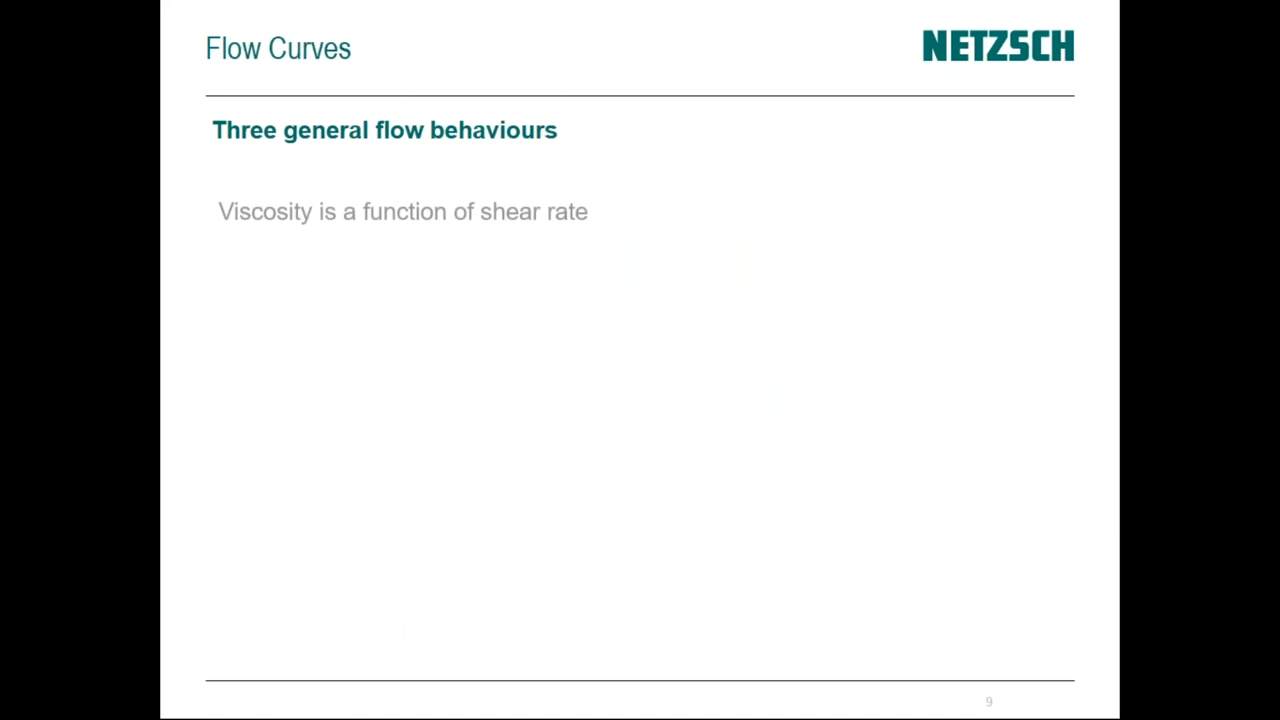 Flow Curves
NETZSCH
Three general flow behaviours
Viscosity is a function of shear rate
9